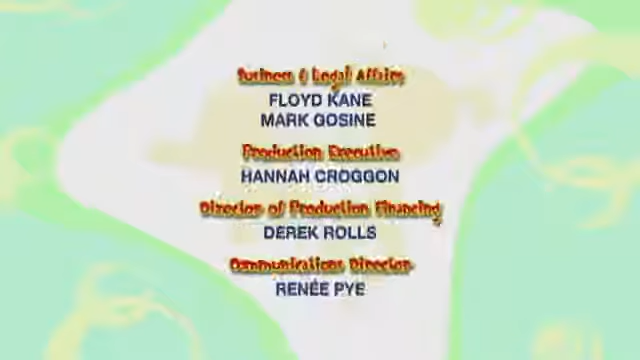 Business & Legal Affairs
FLOYD KANE
MARK GOSINE
Production Executive
HANNAH CROGGON
Director of Production Financing
DEREK ROLLS
Communications Director
RENÉE PYE